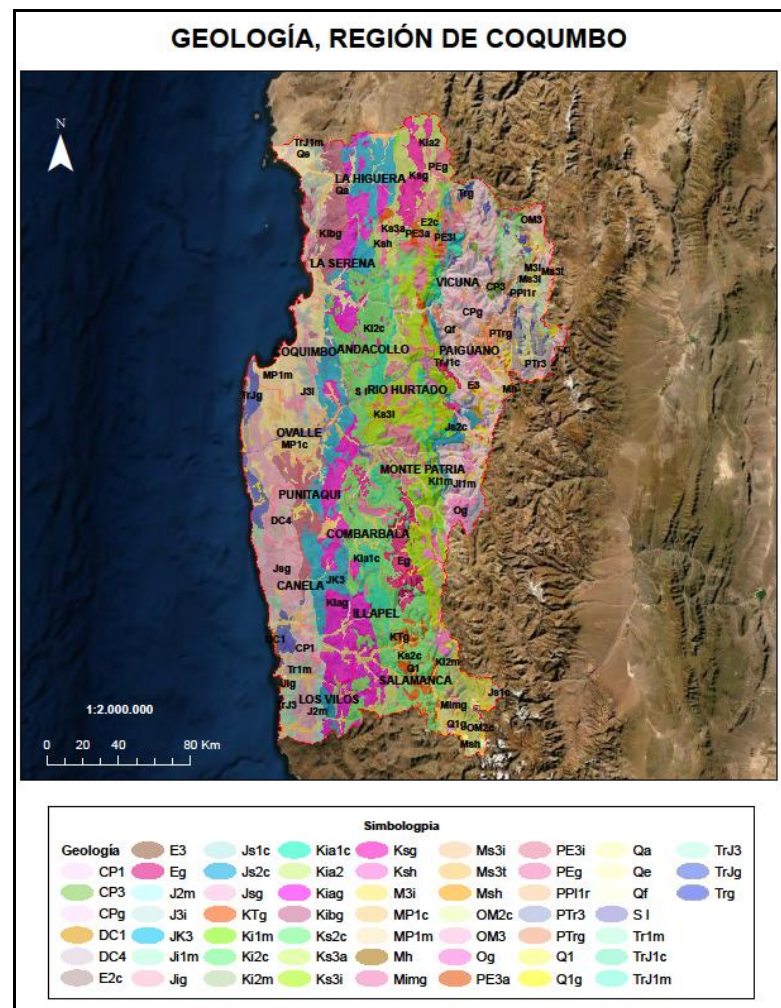 GEOLOGÍA, REGIÓN DE COQUMBO
N
TrJ1m
Qe
Kia2
LA HIGUERA
PEg
Qa
Ksg
Trg
OM3
E2c
Kibg
Ks3a
PE3a
PE3i
Ksh
LA SERENA
M3i
Ms3t
VICUNA
CP3
Ms3i
PPl1r
CPg
Ki2c
Qf
PTrg
COQUIMBO
ANDACOLLO
PAIGUANO
TrJ1c
PTr3
MP1m
E3
Mh
TrJg
J3i
S I
RIO HURTADO
Ks3i
OVALLE
Js2c
MP1c
MONTE PATRIA
Ki1m
Ji1m
PUNITAQUI
Og
DC4
COMBARBALA
Kia1c
Eg
Jsg
JK3
CANELA
Kiag
ILLAPEL
DC1
KTg
CP1
Ks2c
Ki2m
Q1
Tr1m
SALAMANCA
Js1c
Jig
TrJ3
LOS VILOS
Mimg
J2m
Q1g
OM2c
Msh
1:2.000.000
0 20 40 80 Km
Simbologpia
Geología E3 Js1c Kia1c Ksg Ms3i PE3i Qa TrJ3
CP1 Eg Js2c Kia2 Ksh Ms3t PEg Qe TrJg
CP3 J2m Jsg Kiag M3i Msh PPl1r Qf Trg
CPg J3i KTg Kibg MP1c OM2c PTr3 S I
DC1 JK3 Ki1m Ks2c MP1m OM3 PTrg Tr1m
DC4 Ji1m Ki2c Ks3a Mh Og Q1 TrJ1c
E2c Jig Ki2m Ks3i Mimg PE3a Q1g TrJ1m